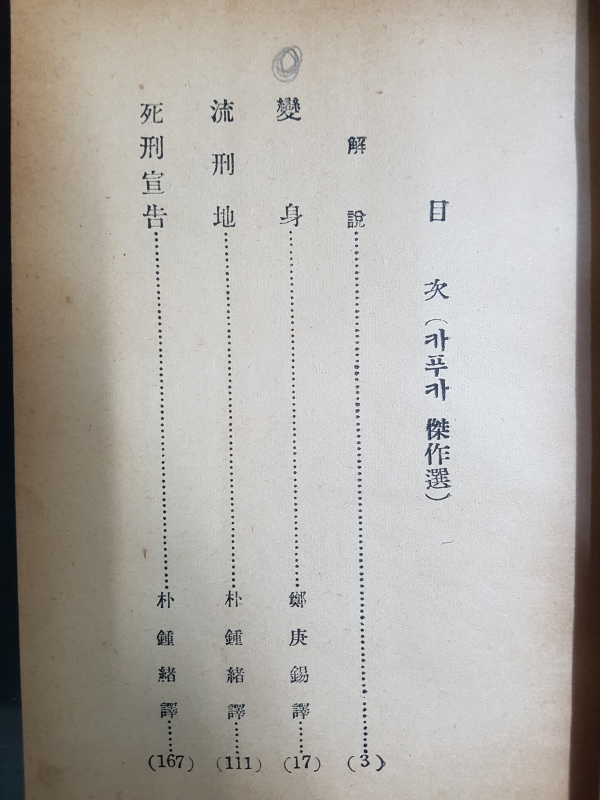 目次(카푸카 傑作選)
解說……(3)
變身……鄭庚錫 譯……(17)
流刑地……朴鍾緖 譯……(111)
死刑宣告……朴鍾緖 譯……(167)